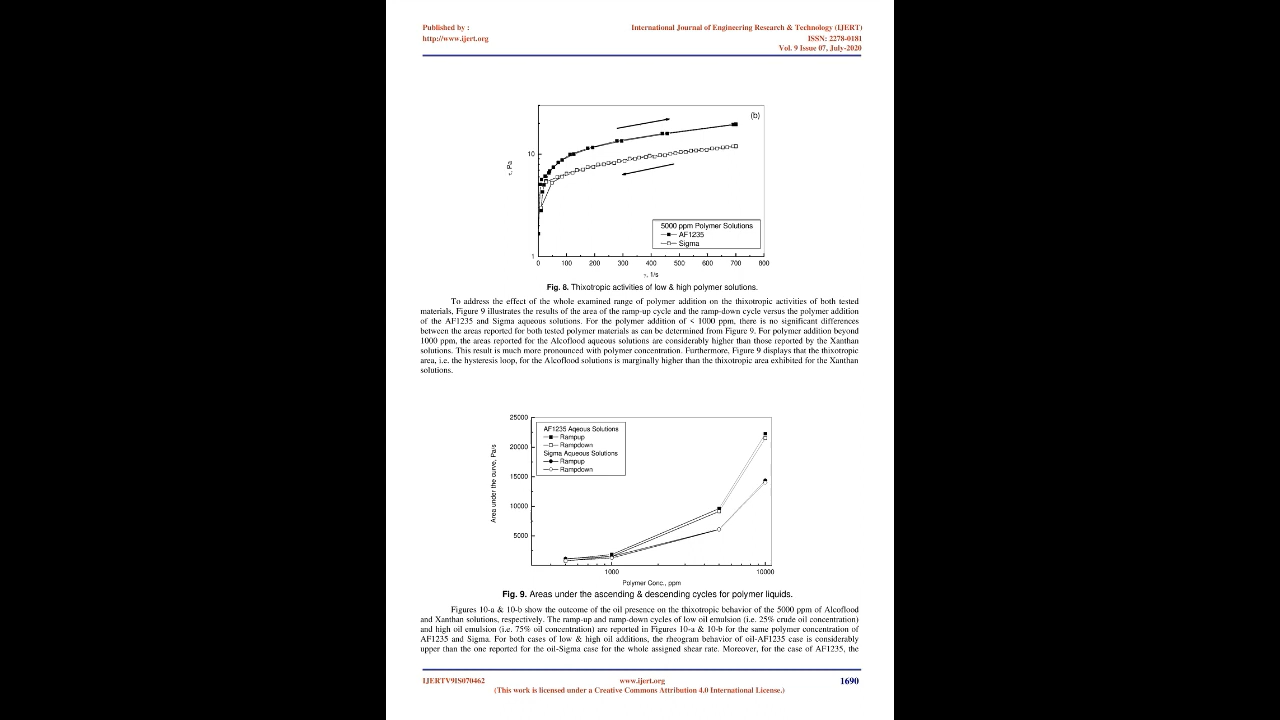 Published by :
International Journal of Engineering Research & Technology (IJERT)
http://www.ijert.org
ISSN: 2278-0181
Vol. 9 Issue 07, July-2020
(b)
10
τ, Pa
5000 ppm Polymer Solutions
AF1235
Sigma
1
0 100 200 300 400 500 600 700 800
, 1/s
Fig. 8. Thixotropic activities of low & high polymer solutions.
To address the effect of the whole examined range of polymer addition on the thixotropic activities of both tested
materials, Figure 9 illustrates the results of the area of the ramp-up cycle and the ramp-down cycle versus the polymer addition
of the AF1235 and Sigma aqueous solutions. For the polymer addition of < 1000 ppm, there is no significant differences
between the areas reported for both tested polymer materials as can be determined from Figure 9. For polymer addition beyond
1000 ppm, the areas reported for the Alcoflood aqueous solutions are considerably higher than those reported by the Xanthan
solutions. This result is much more pronounced with polymer concentration. Furthermore, Figure 9 displays that the thixotropic
area, i.e. the hysteresis loop, for the Alcoflood solutions is marginally higher than the thixotropic area exhibited for the Xanthan
solutions.
25000
AF1235 Aqeous Solutions
Rampup
Rampdown
Sigma Aqueous Solutions
Rampup
Rampdown
20000
15000
10000
5000
Area under the curve, Pa/s
1000 10000
Polymer Conc., ppm
Fig. 9. Areas under the ascending & descending cycles for polymer liquids.
Figures 10-a & 10-b show the outcome of the oil presence on the thixotropic behavior of the 5000 ppm of Alcoflood
and Xanthan solutions, respectively. The ramp-up and ramp-down cycles of low oil emulsion (i.e. 25% crude oil concentration)
and high oil emulsion (i.e. 75% oil concentration) are reported in Figures 10-a & 10-b for the same polymer concentration of
AF1235 and Sigma. For both cases of low & high oil additions, the rheogram behavior of oil-AF1235 case is considerably
upper than the one reported for the oil-Sigma case for the whole assigned shear rate. Moreover, for the case of AF1235, the
IJERTV9IS070462
www.ijert.org
1690
(This work is licensed under a Creative Commons Attribution 4.0 International License.)